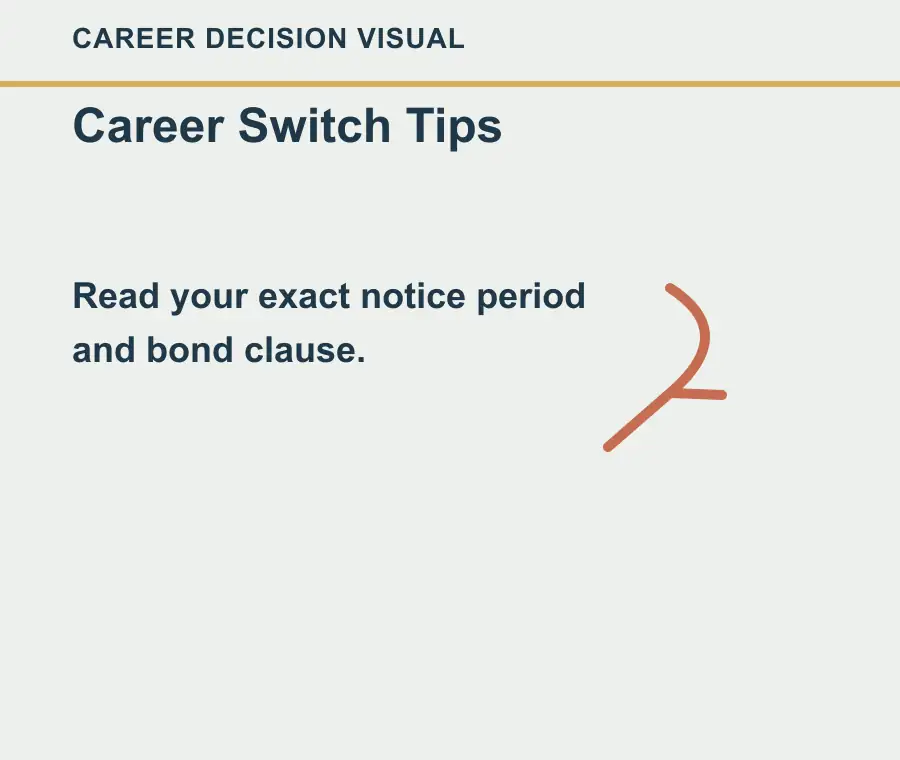 CAREER DECISION VISUAL
Career Switch Tips
Read your exact notice period
and bond clause.